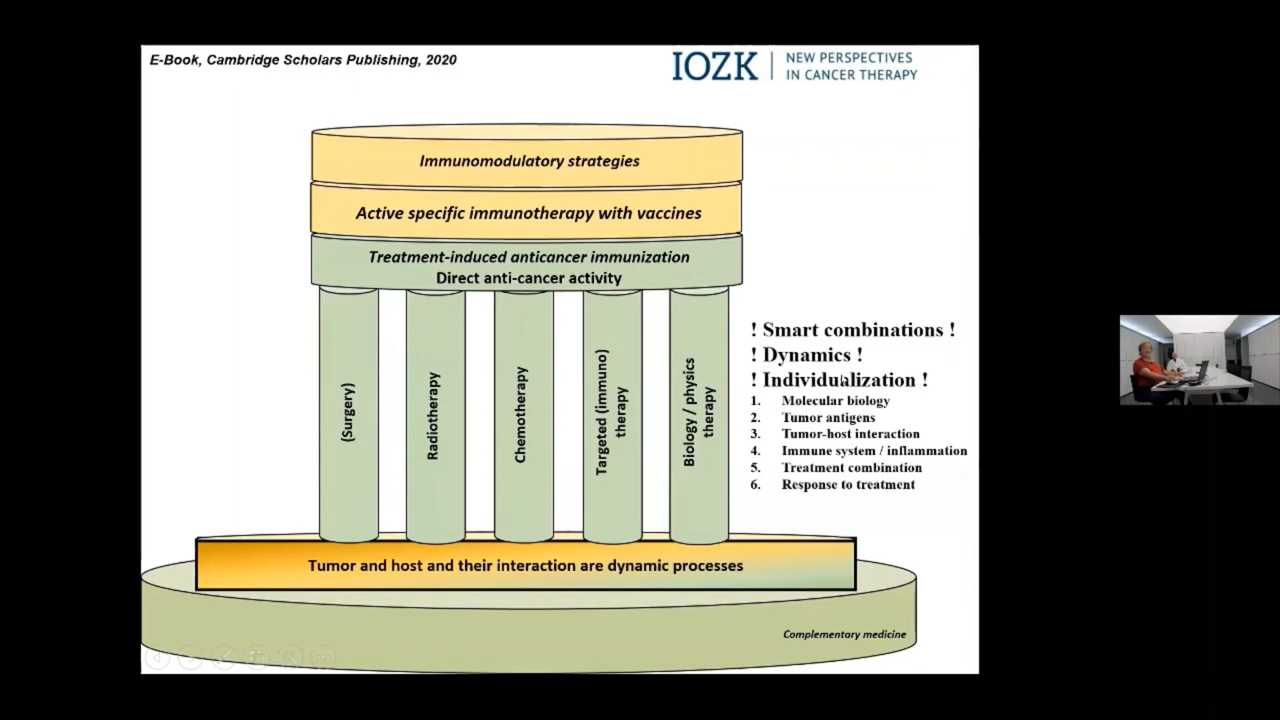 E-Book, Cambridge Scholars Publishing, 2020
IOZK
NEW PERSPECTIVES
IN CANCER THERAPY
Immunomodulatory strategies
Active specific immunotherapy with vaccines
Treatment-induced anticancer immunization
Direct anti-cancer activity
(Surgery)
Radiotherapy
Chemotherapy
Targeted (immuno)
therapy
Biology / physics
therapy
! Smart combinations !
! Dynamics !
! Individualization !
1. Molecular biology
2. Tumor antigens
3. Tumor-host interaction
4. Immune system / inflammation
5. Treatment combination
6. Response to treatment
Tumor and host and their interaction are dynamic processes
Complementary medicine